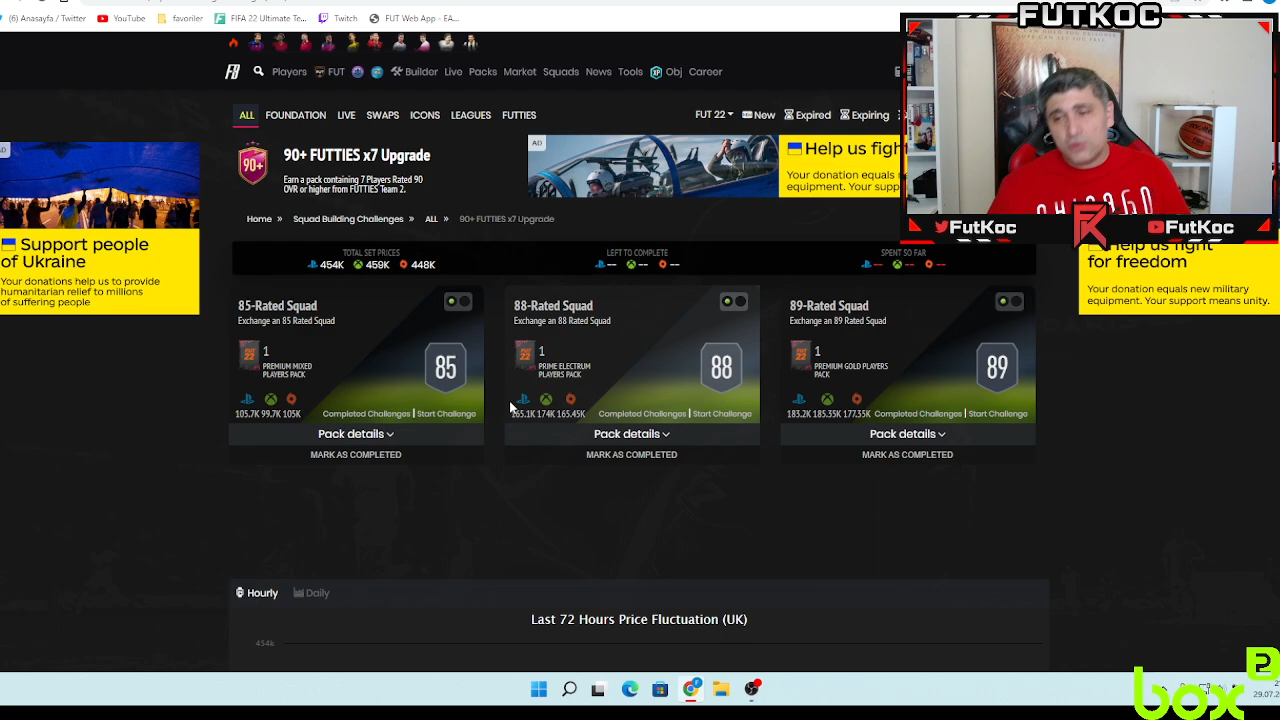 FUTKOC
(6) Anasayfa / Twitter
YouTube
favoriler
FIFA 22 Ultimate Te...
Twitch
FUT Web App - EA...
Players
FUT
Builder
Live
Packs
Market
Squads
News
Tools
Obj
Career
ALL
FOUNDATION
LIVE
SWAPS
ICONS
LEAGUES
FUTTIES
FUT 22
New
Expired
Expiring
90+
90+ FUTTIES x7 Upgrade
Earn a pack containing 7 Players Rated 90
OVR or higher from FUTTIES Team 2.
AD
Help us figh
Your donation equals n
equipment. Your suppo
CHICAGO
MOLTEN
FutKoc
FutKoc
Home » Squad Building Challenges » ALL » 90+ FUTTIES x7 Upgrade
Support people
of Ukraine
Your donations help us to provide
humanitarian relief to millions
of suffering people
Help us fight
for freedom
Your donation equals new military
equipment. Your support means unity.
TOTAL SET PRICES
454K 459K 448K
LEFT TO COMPLETE
-- -- --
SPENT SO FAR
-- -- --
85-Rated Squad
Exchange an 85 Rated Squad
1
PREMIUM MIXED
PLAYERS PACK
85
105.7K 99.7K 105K
Completed Challenges | Start Challenge
Pack details
MARK AS COMPLETED
88-Rated Squad
Exchange an 88 Rated Squad
1
PRIME ELECTRUM
PLAYERS PACK
88
165.1K 174K 165.45K
Completed Challenges | Start Challenge
Pack details
MARK AS COMPLETED
89-Rated Squad
Exchange an 89 Rated Squad
1
PREMIUM GOLD PLAYERS
PACK
89
183.2K 185.35K 177.35K
Completed Challenges | Start Challenge
Pack details
MARK AS COMPLETED
Hourly
Daily
Last 72 Hours Price Fluctuation (UK)
454k
box2
29.07.2